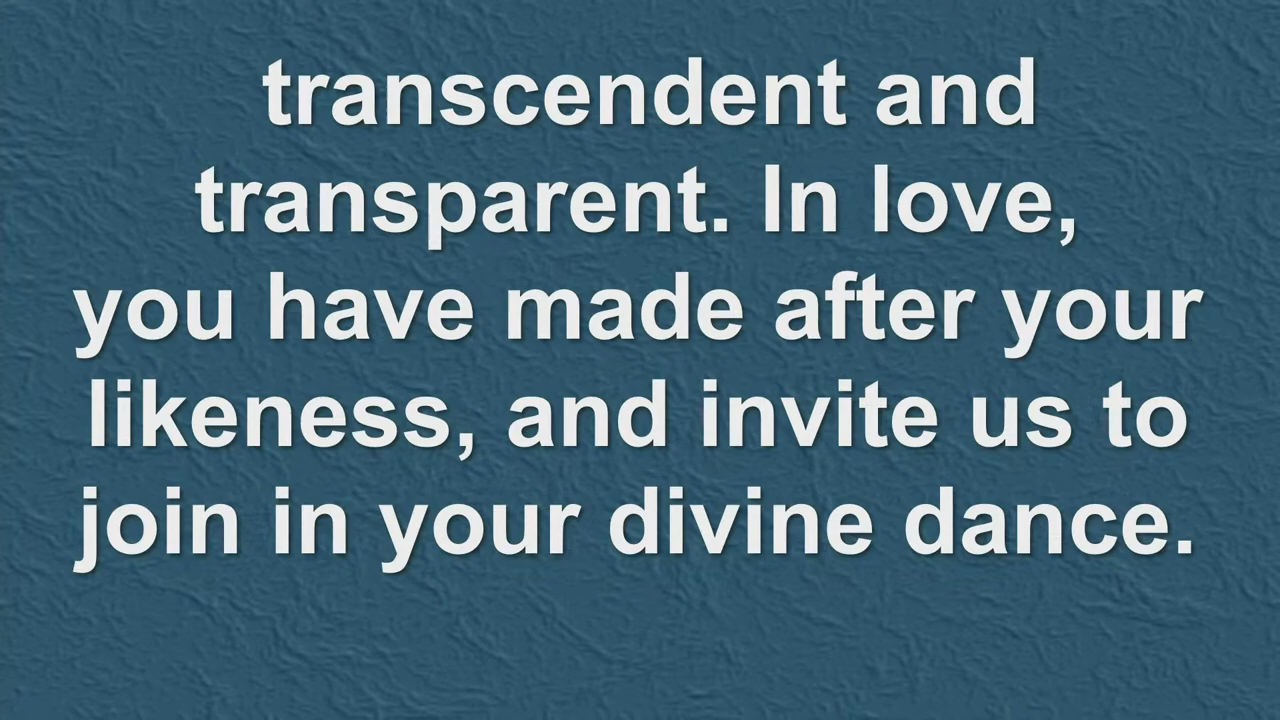 transcendent and
transparent. In love,
you have made after your
likeness, and invite us to
join in your divine dance.